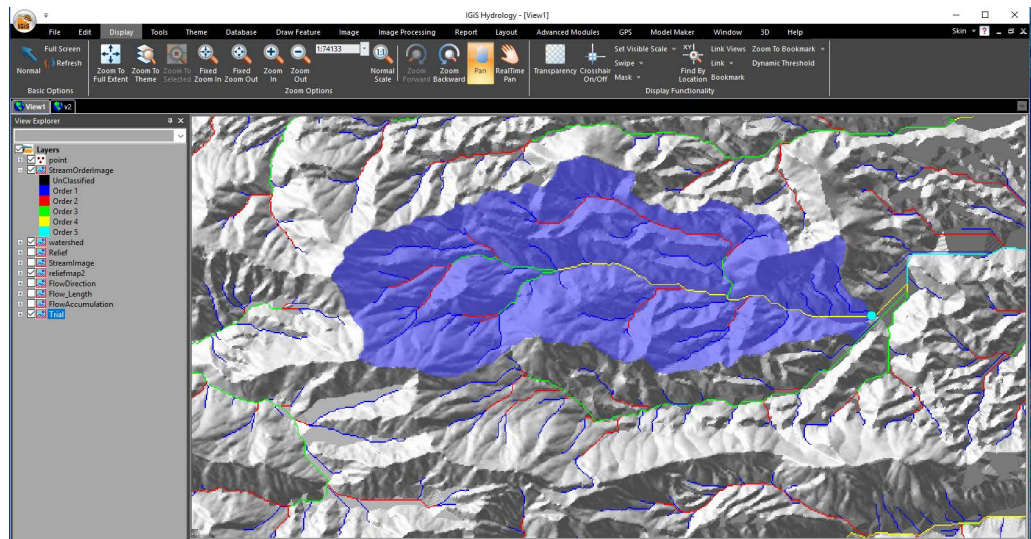 IGiS Hydrology - [View1]
IGiS
File Edit Display Tools Theme Database Draw Feature Image Image Processing Report Layout Advanced Modules GPS Model Maker Window 3D Help Skin ?
Normal
Full Screen
Refresh
Basic Options
Zoom To Full Extent
Zoom To Theme
Zoom To Selected
Fixed Zoom In
Fixed Zoom Out
Zoom In
Zoom Out
1:74133
1:1
Normal Scale
Zoom Forward
Zoom Backward
Pan
RealTime Pan
Zoom Options
Transparency
Crosshair On/Off
Set Visible Scale
Swipe
Mask
XY
Find By Location
Link Views
Link
Bookmark
Zoom To Bookmark
Dynamic Threshold
Display Functionality
View1 v2
View Explorer
Layers
point
StreamOrderImage
UnClassified
Order 1
Order 2
Order 3
Order 4
Order 5
watershed
Relief
StreamImage
reliefmap2
FlowDirection
Flow_Length
FlowAccumulation
Trial